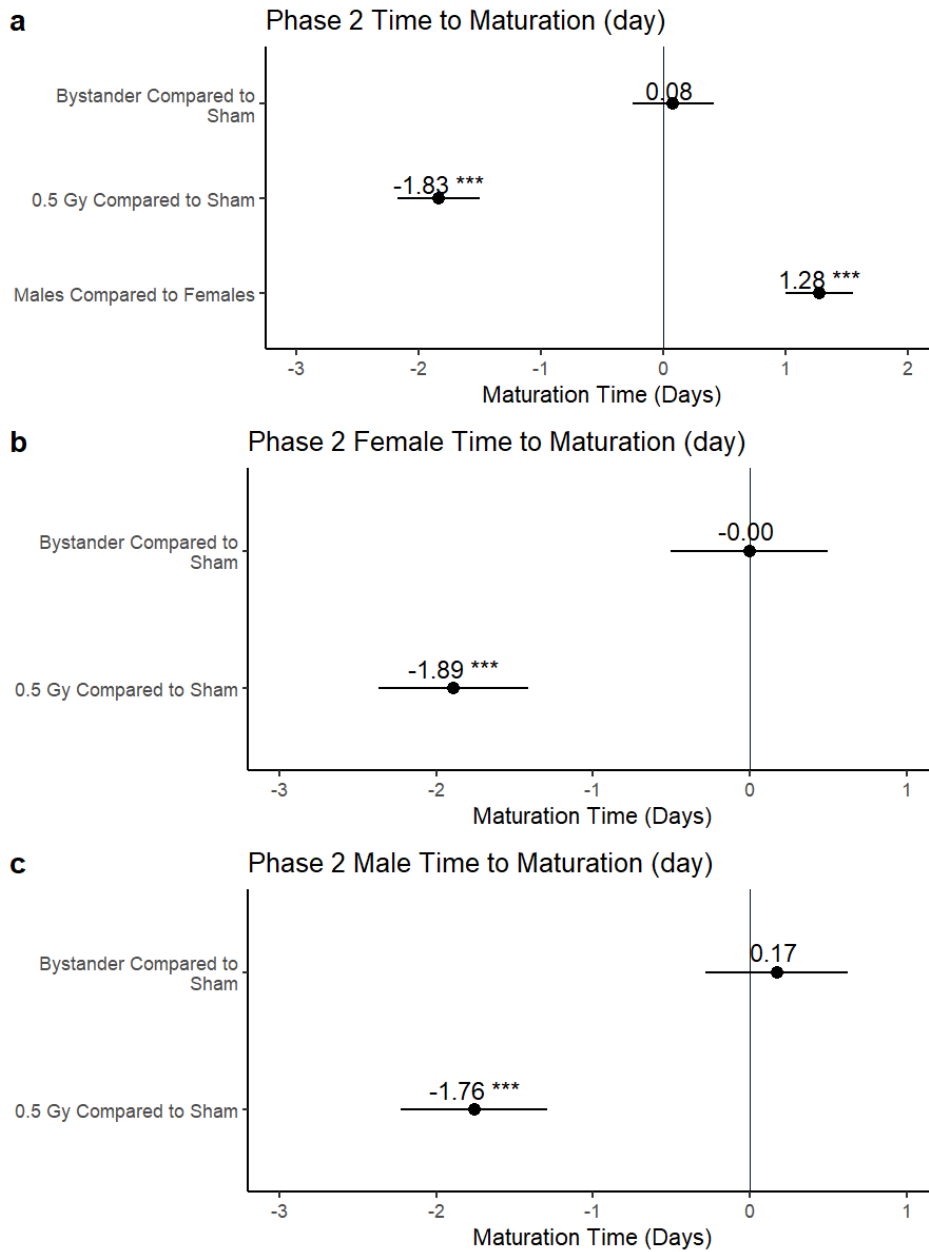 a
Phase 2 Time to Maturation (day)
Bystander Compared to
Sham
0.08
0.5 Gy Compared to Sham
-1.83 ***
Males Compared to Females
1.28 ***
-3 -2 -1 0 1 2
Maturation Time (Days)
b
Phase 2 Female Time to Maturation (day)
Bystander Compared to
Sham
-0.00
0.5 Gy Compared to Sham
-1.89 ***
-3 -2 -1 0 1
Maturation Time (Days)
c
Phase 2 Male Time to Maturation (day)
Bystander Compared to
Sham
0.17
0.5 Gy Compared to Sham
-1.76 ***
-3 -2 -1 0 1
Maturation Time (Days)